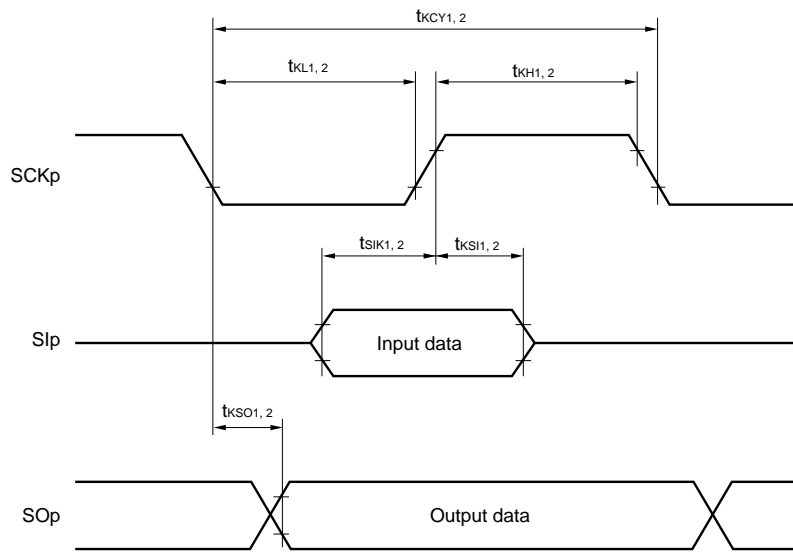 tKCY1, 2
tKL1, 2
tKH1, 2
SCKp
tSIK1, 2
tKSI1, 2
SIp
Input data
tKSO1, 2
SOp
Output data